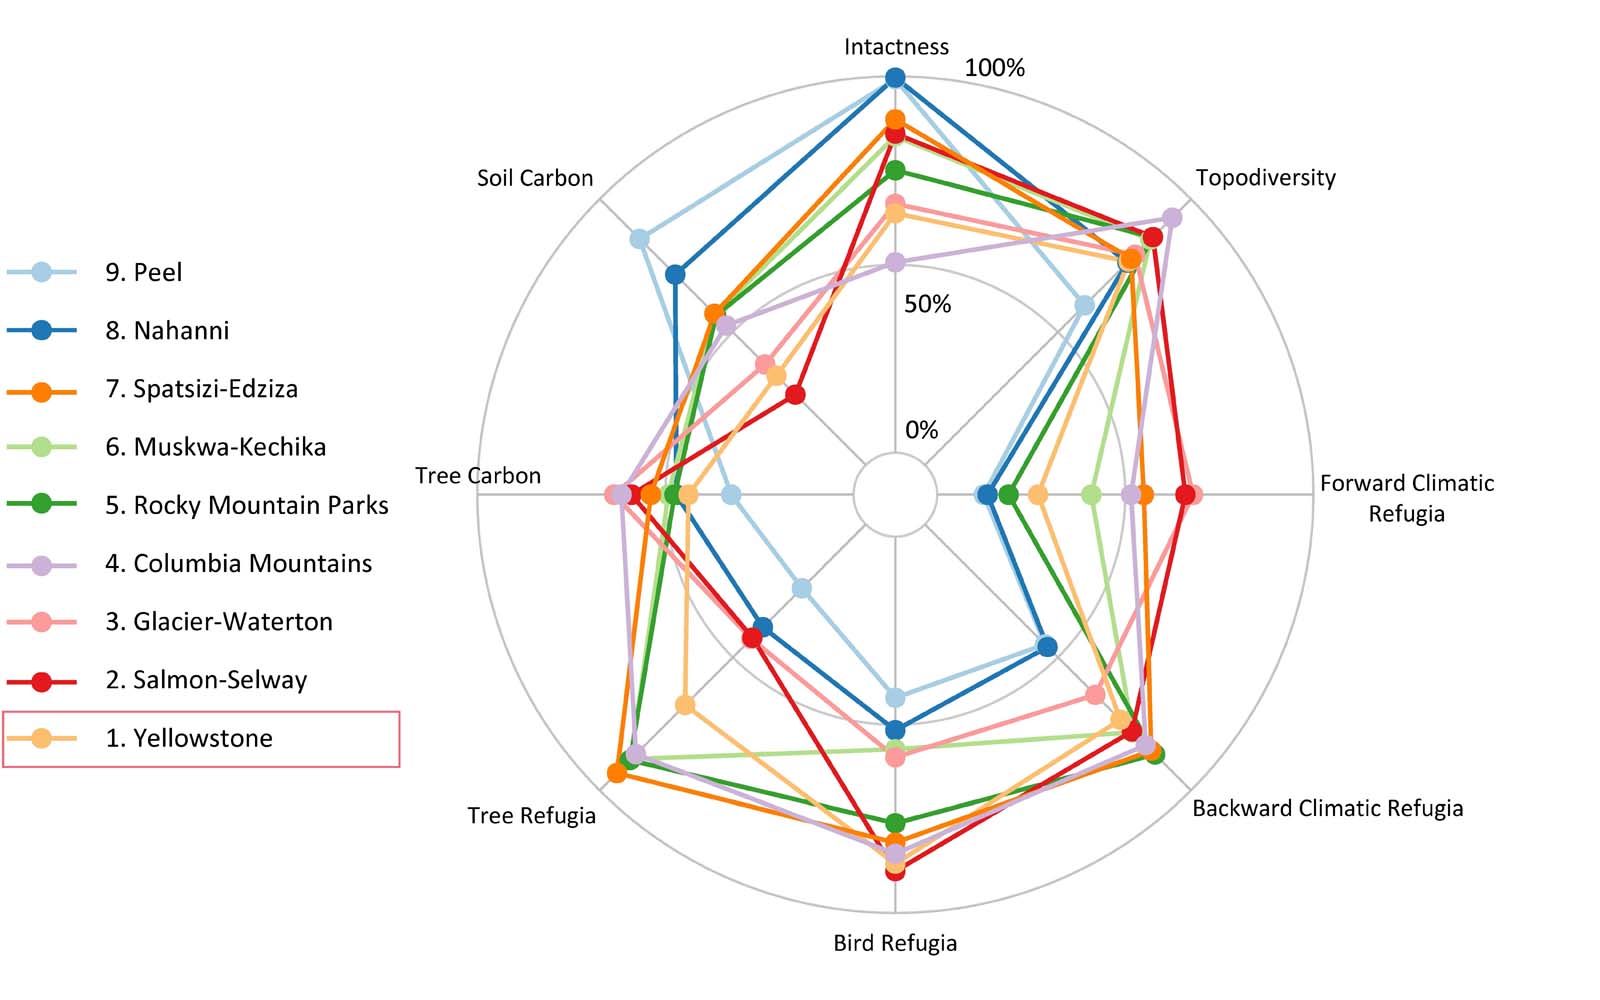 Intactness
100%
Soil Carbon
Topodiversity
9. Peel
50%
8. Nahanni
7. Spatsizi-Edziza
0%
6. Muskwa-Kechika
Tree Carbon
Forward Climatic
Refugia
5. Rocky Mountain Parks
4. Columbia Mountains
3. Glacier-Waterton
2. Salmon-Selway
1. Yellowstone
Tree Refugia
Backward Climatic Refugia
Bird Refugia